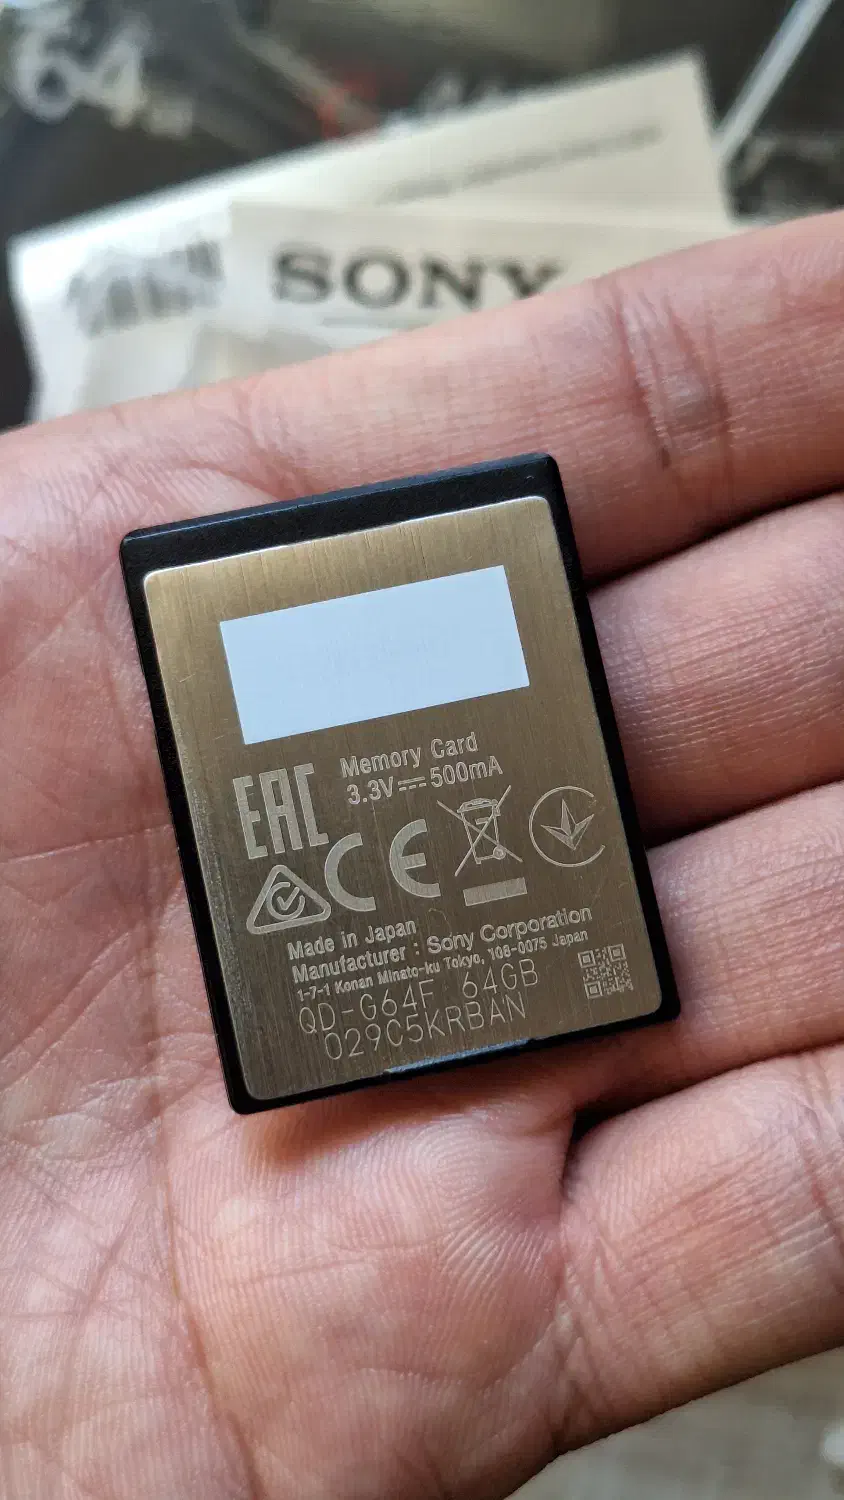 64
SONY
Memory Card
3.3V⎓500mA
EAC
CE
Made in Japan
Manufacturer : Sony Corporation
1-7-1 Konan Minato-ku Tokyo, 108-0075 Japan
QD-G64F 64GB
029C5KRBAN